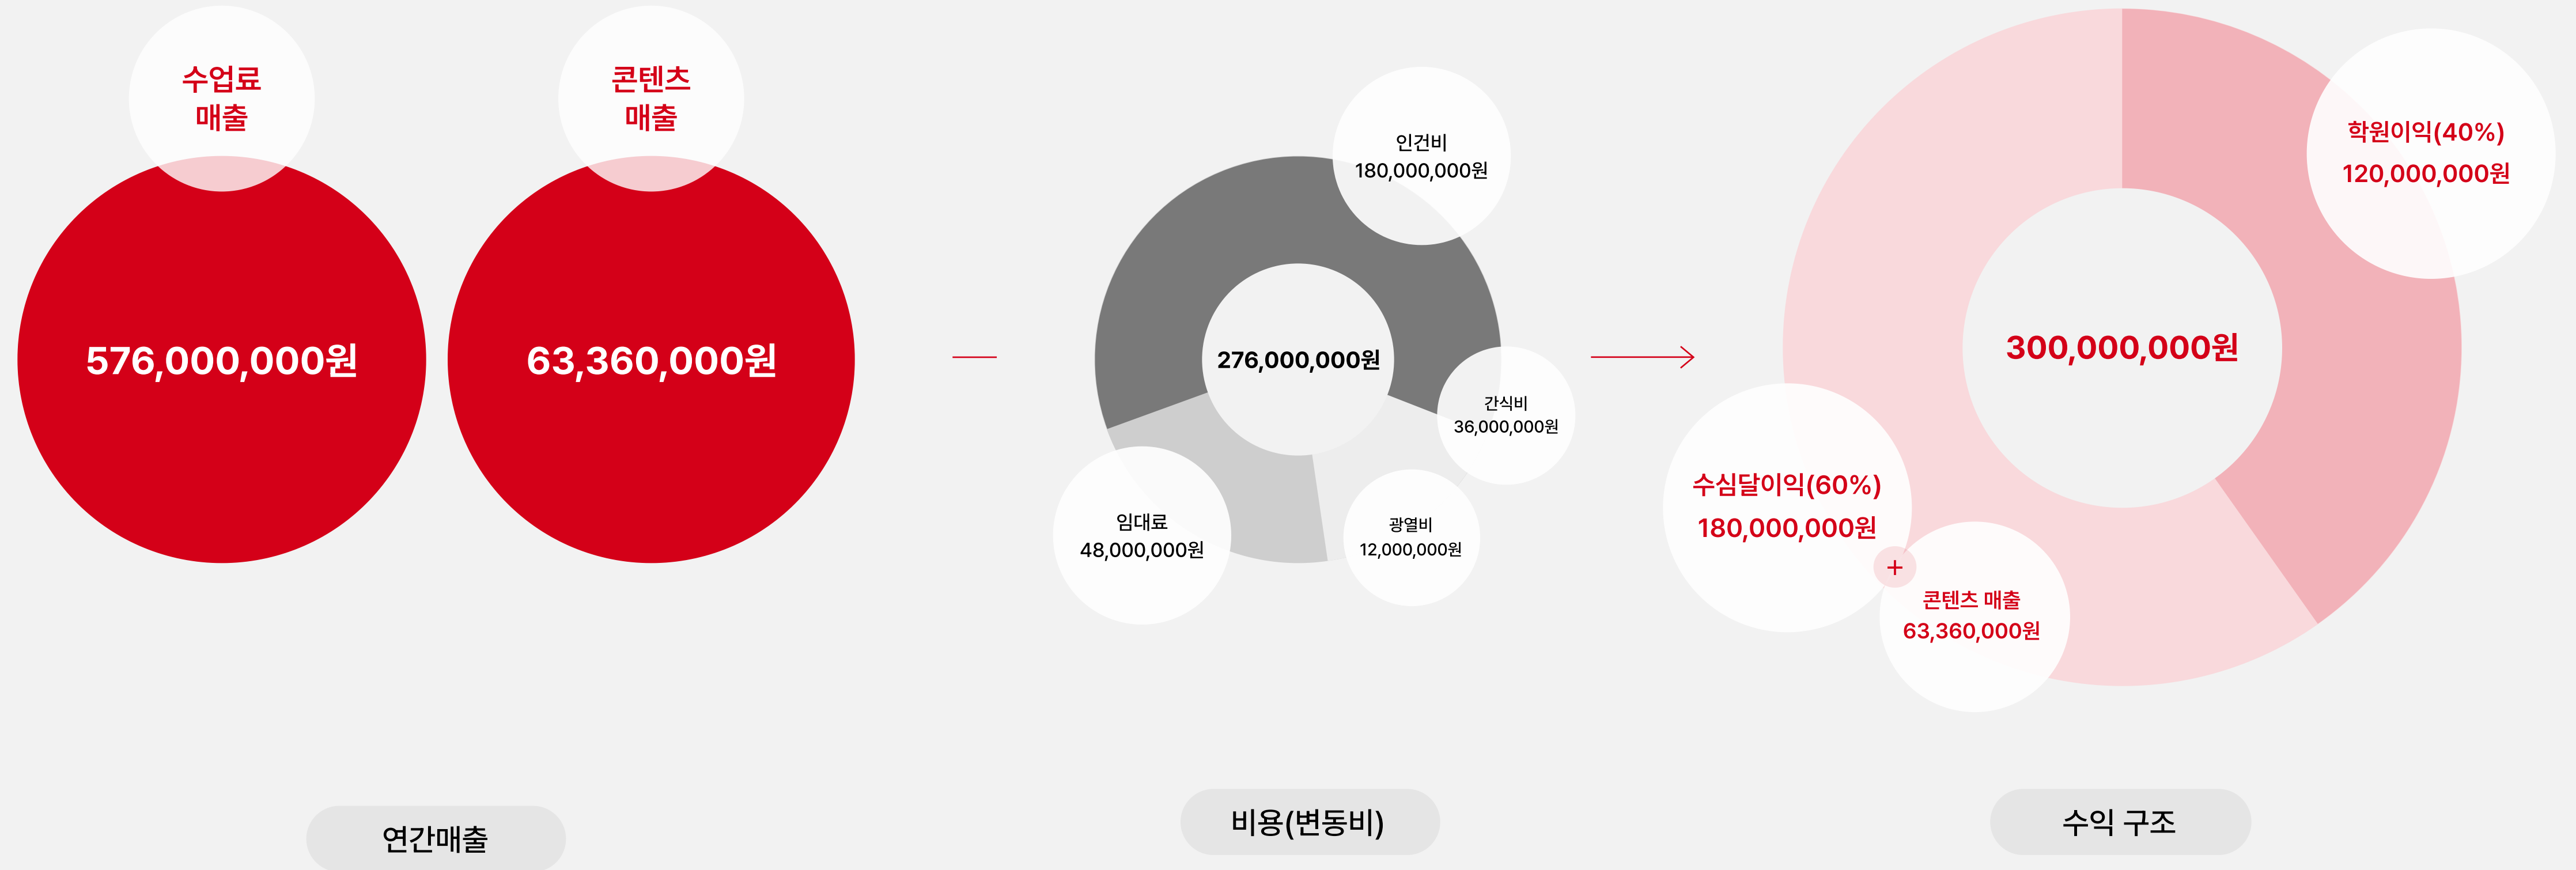 수업료
매출
576,000,000원
콘텐츠
매출
63,360,000원
연간매출
인건비
180,000,000원
276,000,000원
간식비
36,000,000원
임대료
48,000,000원
광열비
12,000,000원
비용(변동비)
학원이익(40%)
120,000,000원
300,000,000원
수심달이익(60%)
180,000,000원
+
콘텐츠 매출
63,360,000원
수익 구조